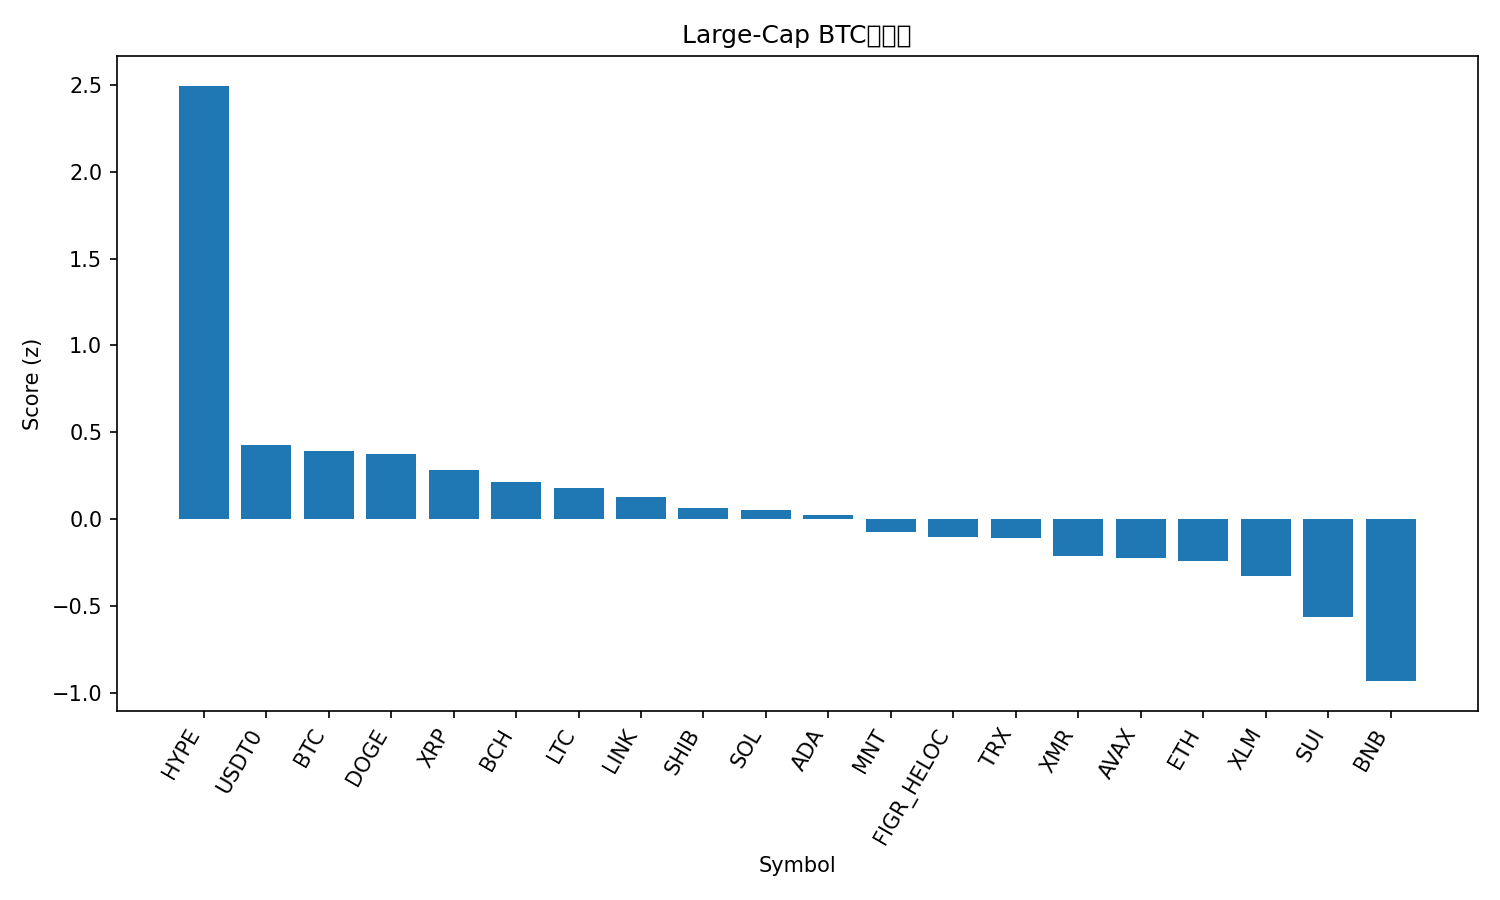 Large-Cap BTC
2.5
2.0
1.5
1.0
0.5
0.0
−0.5
−1.0
Score (z)
HYPE
USDT0
BTC
DOGE
XRP
BCH
LTC
LINK
SHIB
SOL
ADA
MNT
FIGR_HELOC
TRX
XMR
AVAX
ETH
XLM
SUI
BNB
Symbol